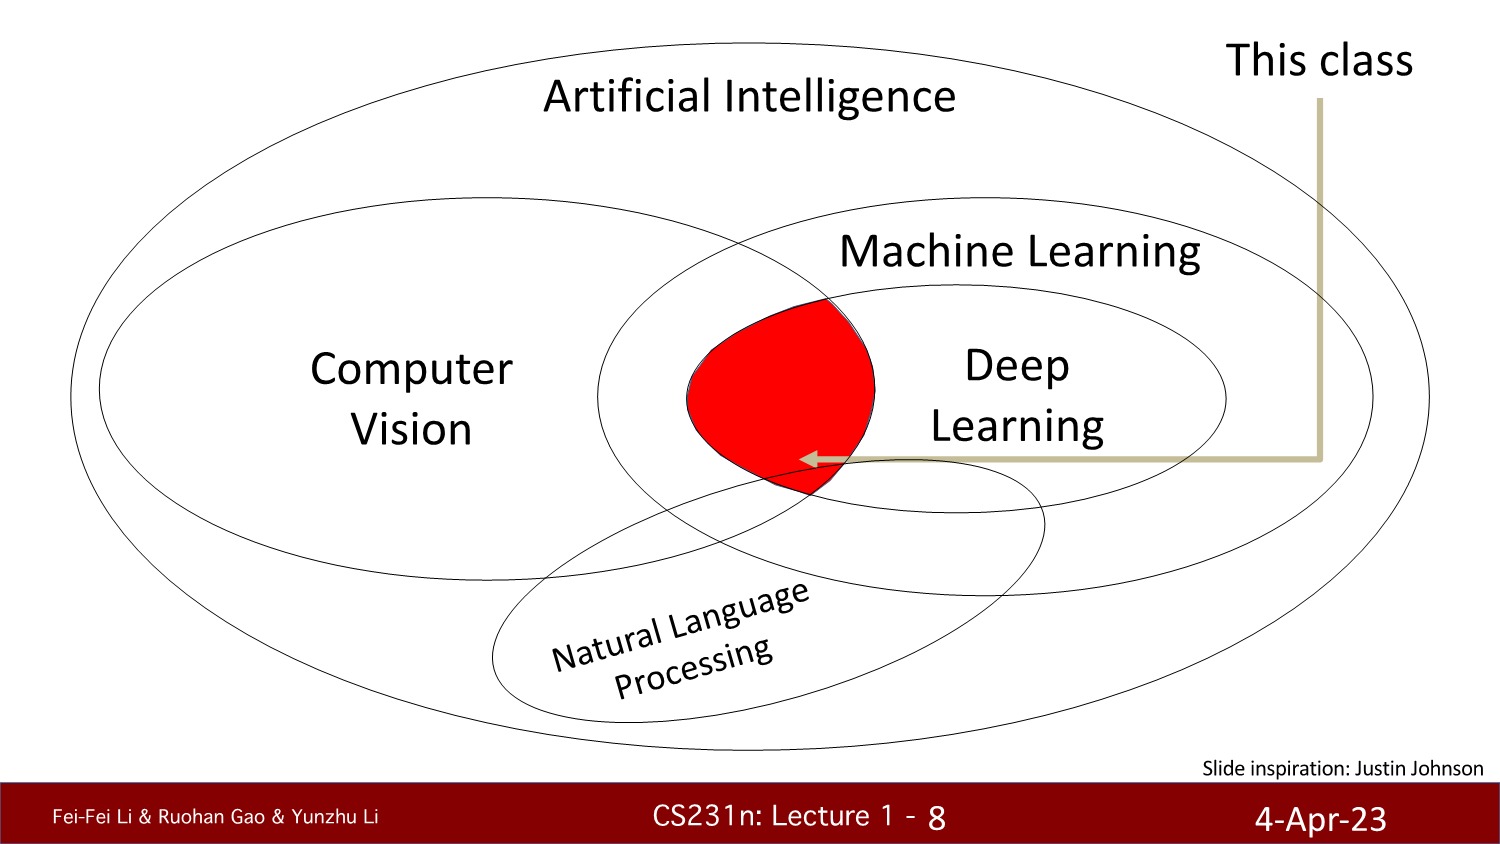 This class
Artificial Intelligence
Machine Learning
Computer
Vision
Deep
Learning
Natural Language
Processing
Slide inspiration: Justin Johnson
Fei-Fei Li & Ruohan Gao & Yunzhu Li
CS231n: Lecture 1 - 8
4-Apr-23